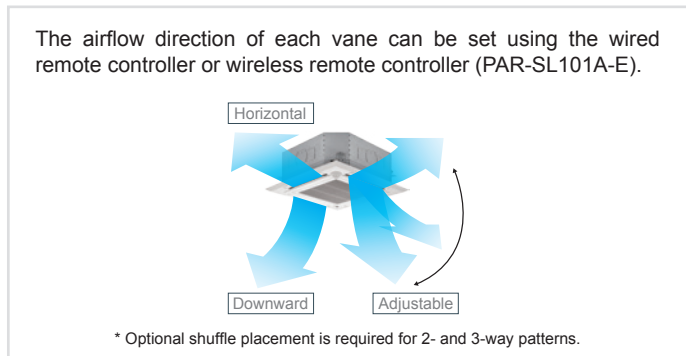 The airflow direction of each vane can be set using the wired
remote controller or wireless remote controller (PAR-SL101A-E).
Horizontal
Downward
Adjustable
* Optional shuffle placement is required for 2- and 3-way patterns.